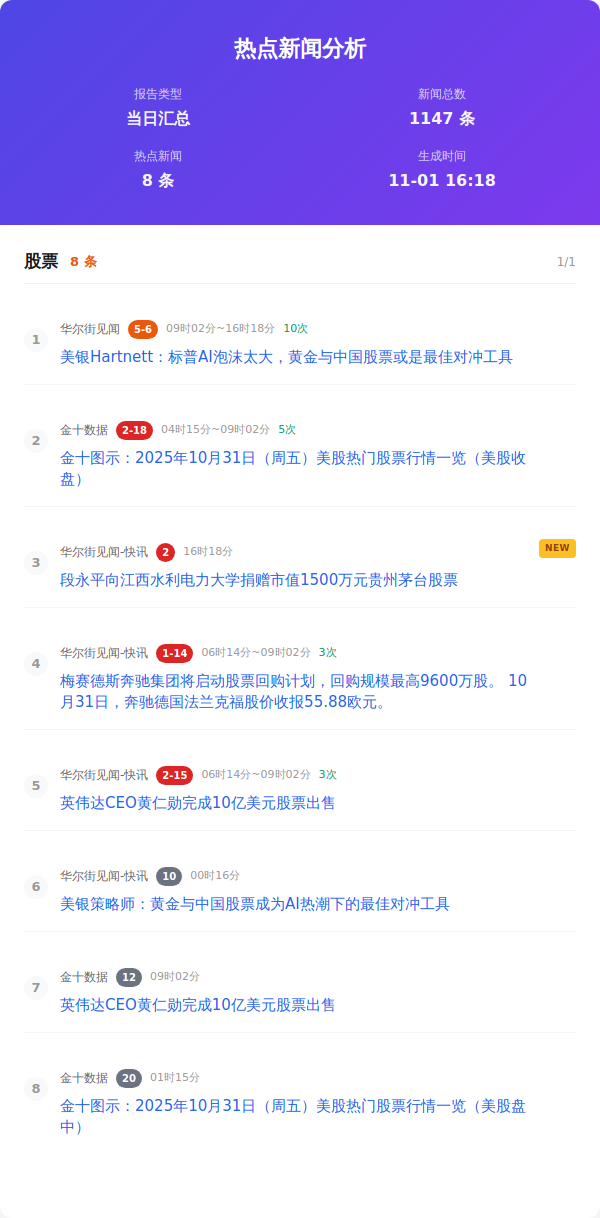 热点新闻分析
报告类型
当日汇总
新闻总数
1147 条
热点新闻
8 条
生成时间
11-01 16:18
股票 8 条 1/1
1
华尔街见闻 5-6 09时02分~16时18分 10次
美银Hartnett：标普AI泡沫太大，黄金与中国股票或是最佳对冲工具
2
金十数据 2-18 04时15分~09时02分 5次
金十图示：2025年10月31日（周五）美股热门股票行情一览（美股收
盘）
3
华尔街见闻-快讯 2 16时18分 NEW
段永平向江西水利电力大学捐赠市值1500万元贵州茅台股票
4
华尔街见闻-快讯 1-14 06时14分~09时02分 3次
梅赛德斯奔驰集团将启动股票回购计划，回购规模最高9600万股。 10
月31日，奔驰德国法兰克福股价收报55.88欧元。
5
华尔街见闻-快讯 2-15 06时14分~09时02分 3次
英伟达CEO黄仁勋完成10亿美元股票出售
6
华尔街见闻-快讯 10 00时16分
美银策略师：黄金与中国股票成为AI热潮下的最佳对冲工具
7
金十数据 12 09时02分
英伟达CEO黄仁勋完成10亿美元股票出售
8
金十数据 20 01时15分
金十图示：2025年10月31日（周五）美股热门股票行情一览（美股盘
中）